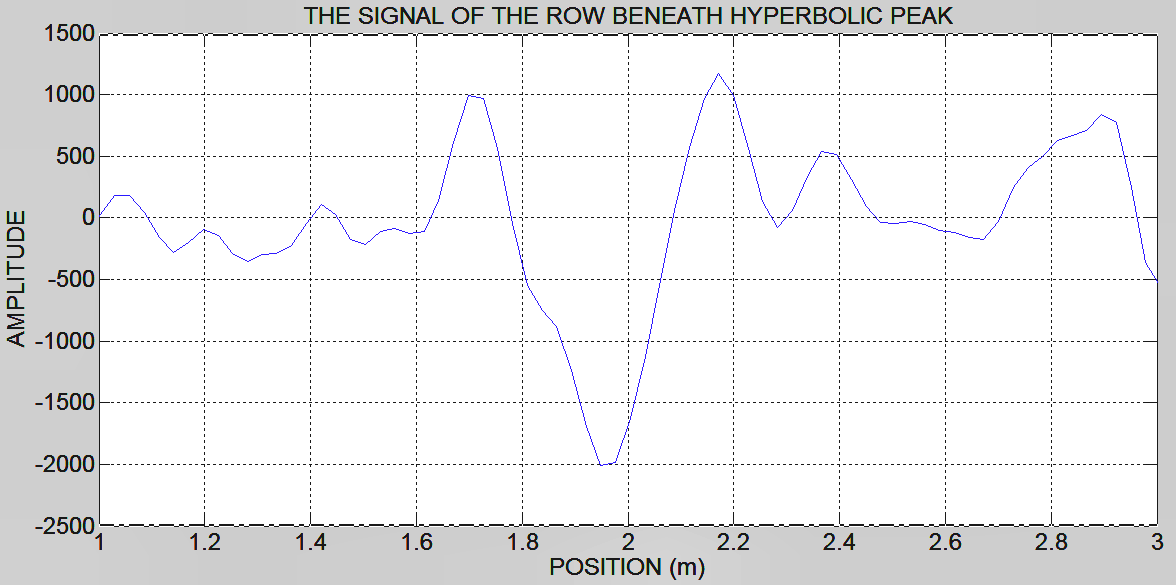 THE SIGNAL OF THE ROW BENEATH HYPERBOLIC PEAK
1500
1000
500
0
-500
-1000
-1500
-2000
-2500
AMPLITUDE
1 1.2 1.4 1.6 1.8 2 2.2 2.4 2.6 2.8 3
POSITION (m)